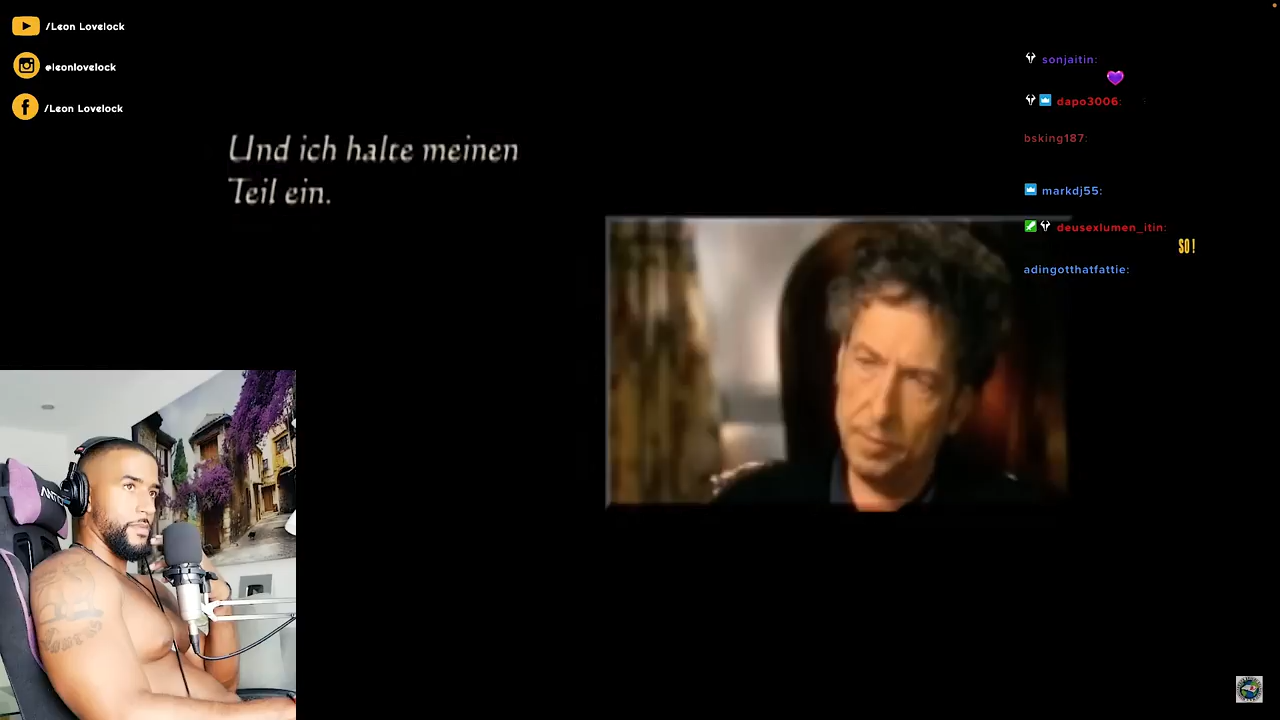 /Leon Lovelock
@leonlovelock
/Leon Lovelock
Und ich halte meinen
Teil ein.
sonjaitin:
dapo3006:
bsking187:
markdj55:
deusexlumen_itin:
SO!
adingotthatfattie: